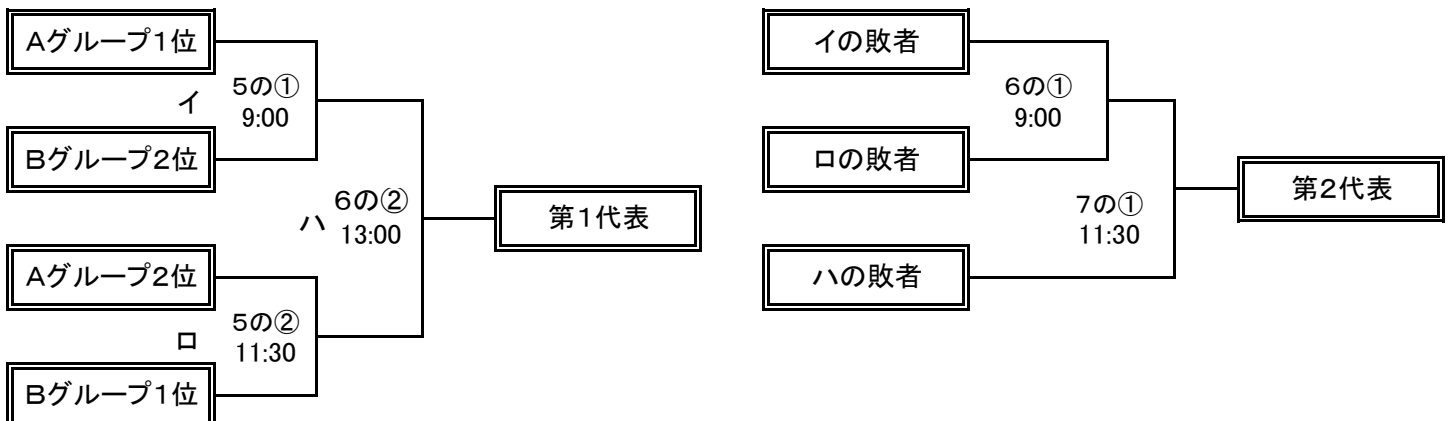 Aグループ1位
5の①
イ
9:00
Bグループ2位
6の②
ハ
13:00
第1代表
Aグループ2位
5の②
ロ
11:30
Bグループ1位
イの敗者
6の①
9:00
ロの敗者
7の①
11:30
第2代表
ハの敗者